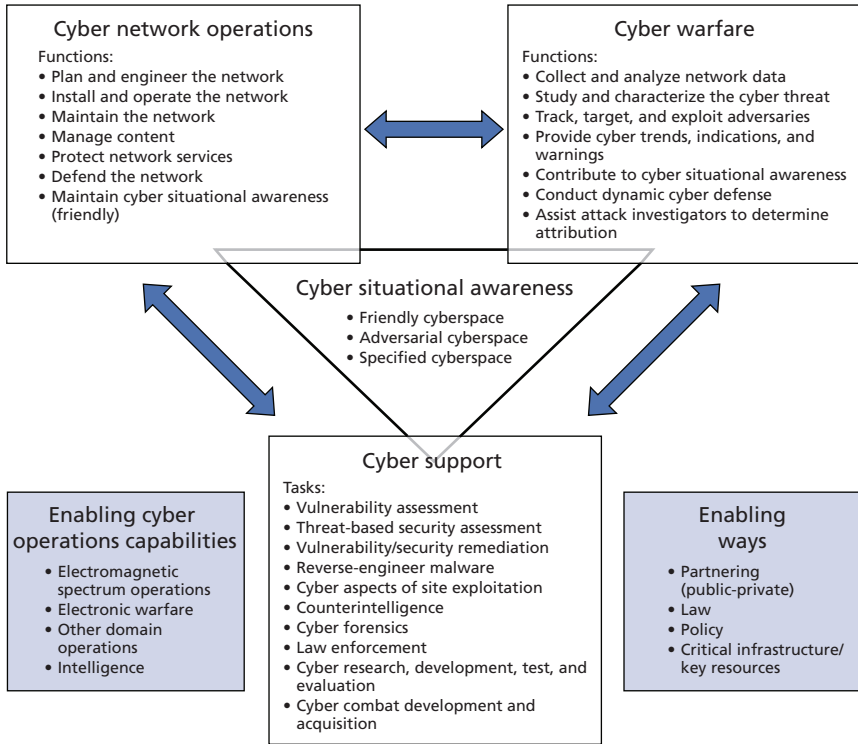 Cyber network operations
Functions:
• Plan and engineer the network
• Install and operate the network
• Maintain the network
• Manage content
• Protect network services
• Defend the network
• Maintain cyber situational awareness
(friendly)
Cyber warfare
Functions:
• Collect and analyze network data
• Study and characterize the cyber threat
• Track, target, and exploit adversaries
• Provide cyber trends, indications, and
warnings
• Contribute to cyber situational awareness
• Conduct dynamic cyber defense
• Assist attack investigators to determine
attribution
Cyber situational awareness
• Friendly cyberspace
• Adversarial cyberspace
• Specified cyberspace
Cyber support
Tasks:
• Vulnerability assessment
• Threat-based security assessment
• Vulnerability/security remediation
• Reverse-engineer malware
• Cyber aspects of site exploitation
• Counterintelligence
• Cyber forensics
• Law enforcement
• Cyber research, development, test, and
evaluation
• Cyber combat development and
acquisition
Enabling cyber
operations capabilities
• Electromagnetic
spectrum operations
• Electronic warfare
• Other domain
operations
• Intelligence
Enabling
ways
• Partnering
(public-private)
• Law
• Policy
• Critical infrastructure/
key resources